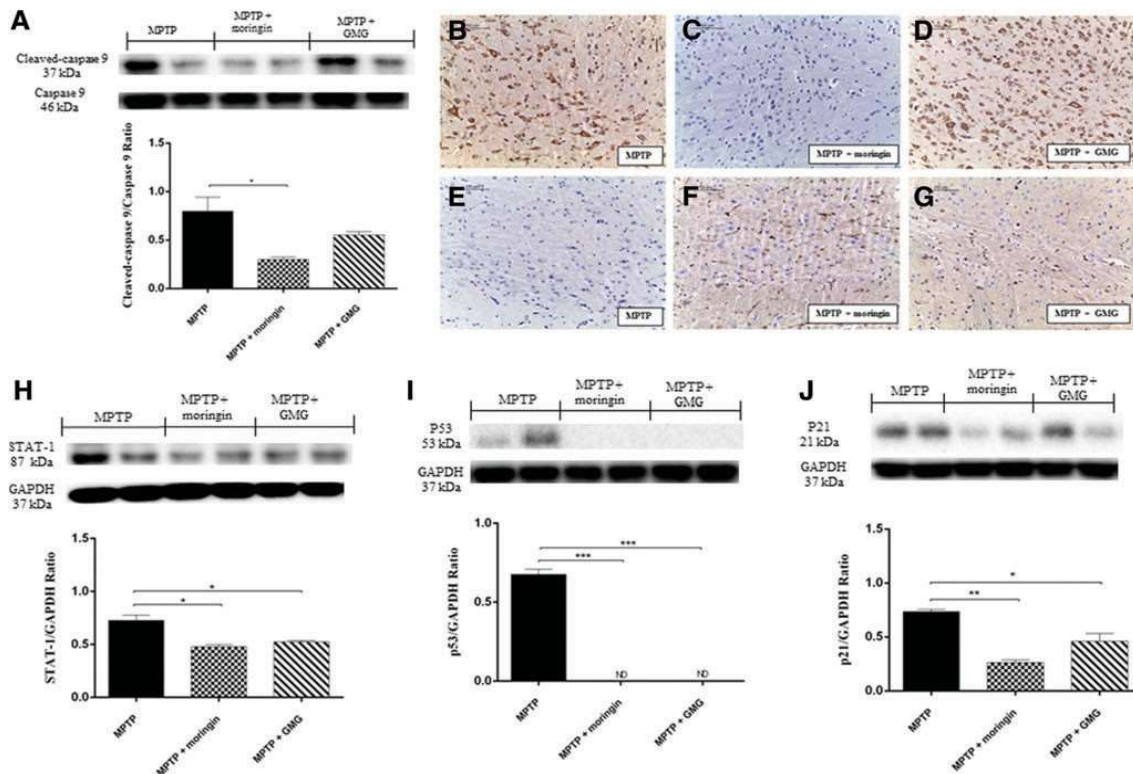 A
MPTP
MPTP +
moringin
MPTP+
GMG
Cleaved-caspase 9
37 kDa
Caspase 9
46 kDa
Cleaved-caspase 9/Caspase 9 Ratio
1.5
1.0
0.5
0.0
*
MPTP
MPTP + moringin
MPTP + GMG
B
MPTP
C
MPTP + moringin
D
MPTP + GMG
E
MPTP
F
MPTP + moringin
G
MPTP + GMG
H
MPTP
MPTP+
moringin
MPTP+
GMG
STAT-1
87 kDa
GAPDH
37 kDa
STAT-1/GAPDH Ratio
1.5
1.0
0.5
0.0
*
*
MPTP
MPTP + moringin
MPTP + GMG
I
MPTP
MPTP+
moringin
MPTP+
GMG
P53
53 kDa
GAPDH
37 kDa
p53/GAPDH Ratio
1.0
0.5
0.0
***
***
ND
ND
MPTP
MPTP + moringin
MPTP + GMG
J
MPTP
MPTP+
moringin
MPTP+
GMG
P21
21 kDa
GAPDH
37 kDa
p21/GAPDH Ratio
1.5
1.0
0.5
0.0
*
**
MPTP
MPTP + moringin
MPTP + GMG